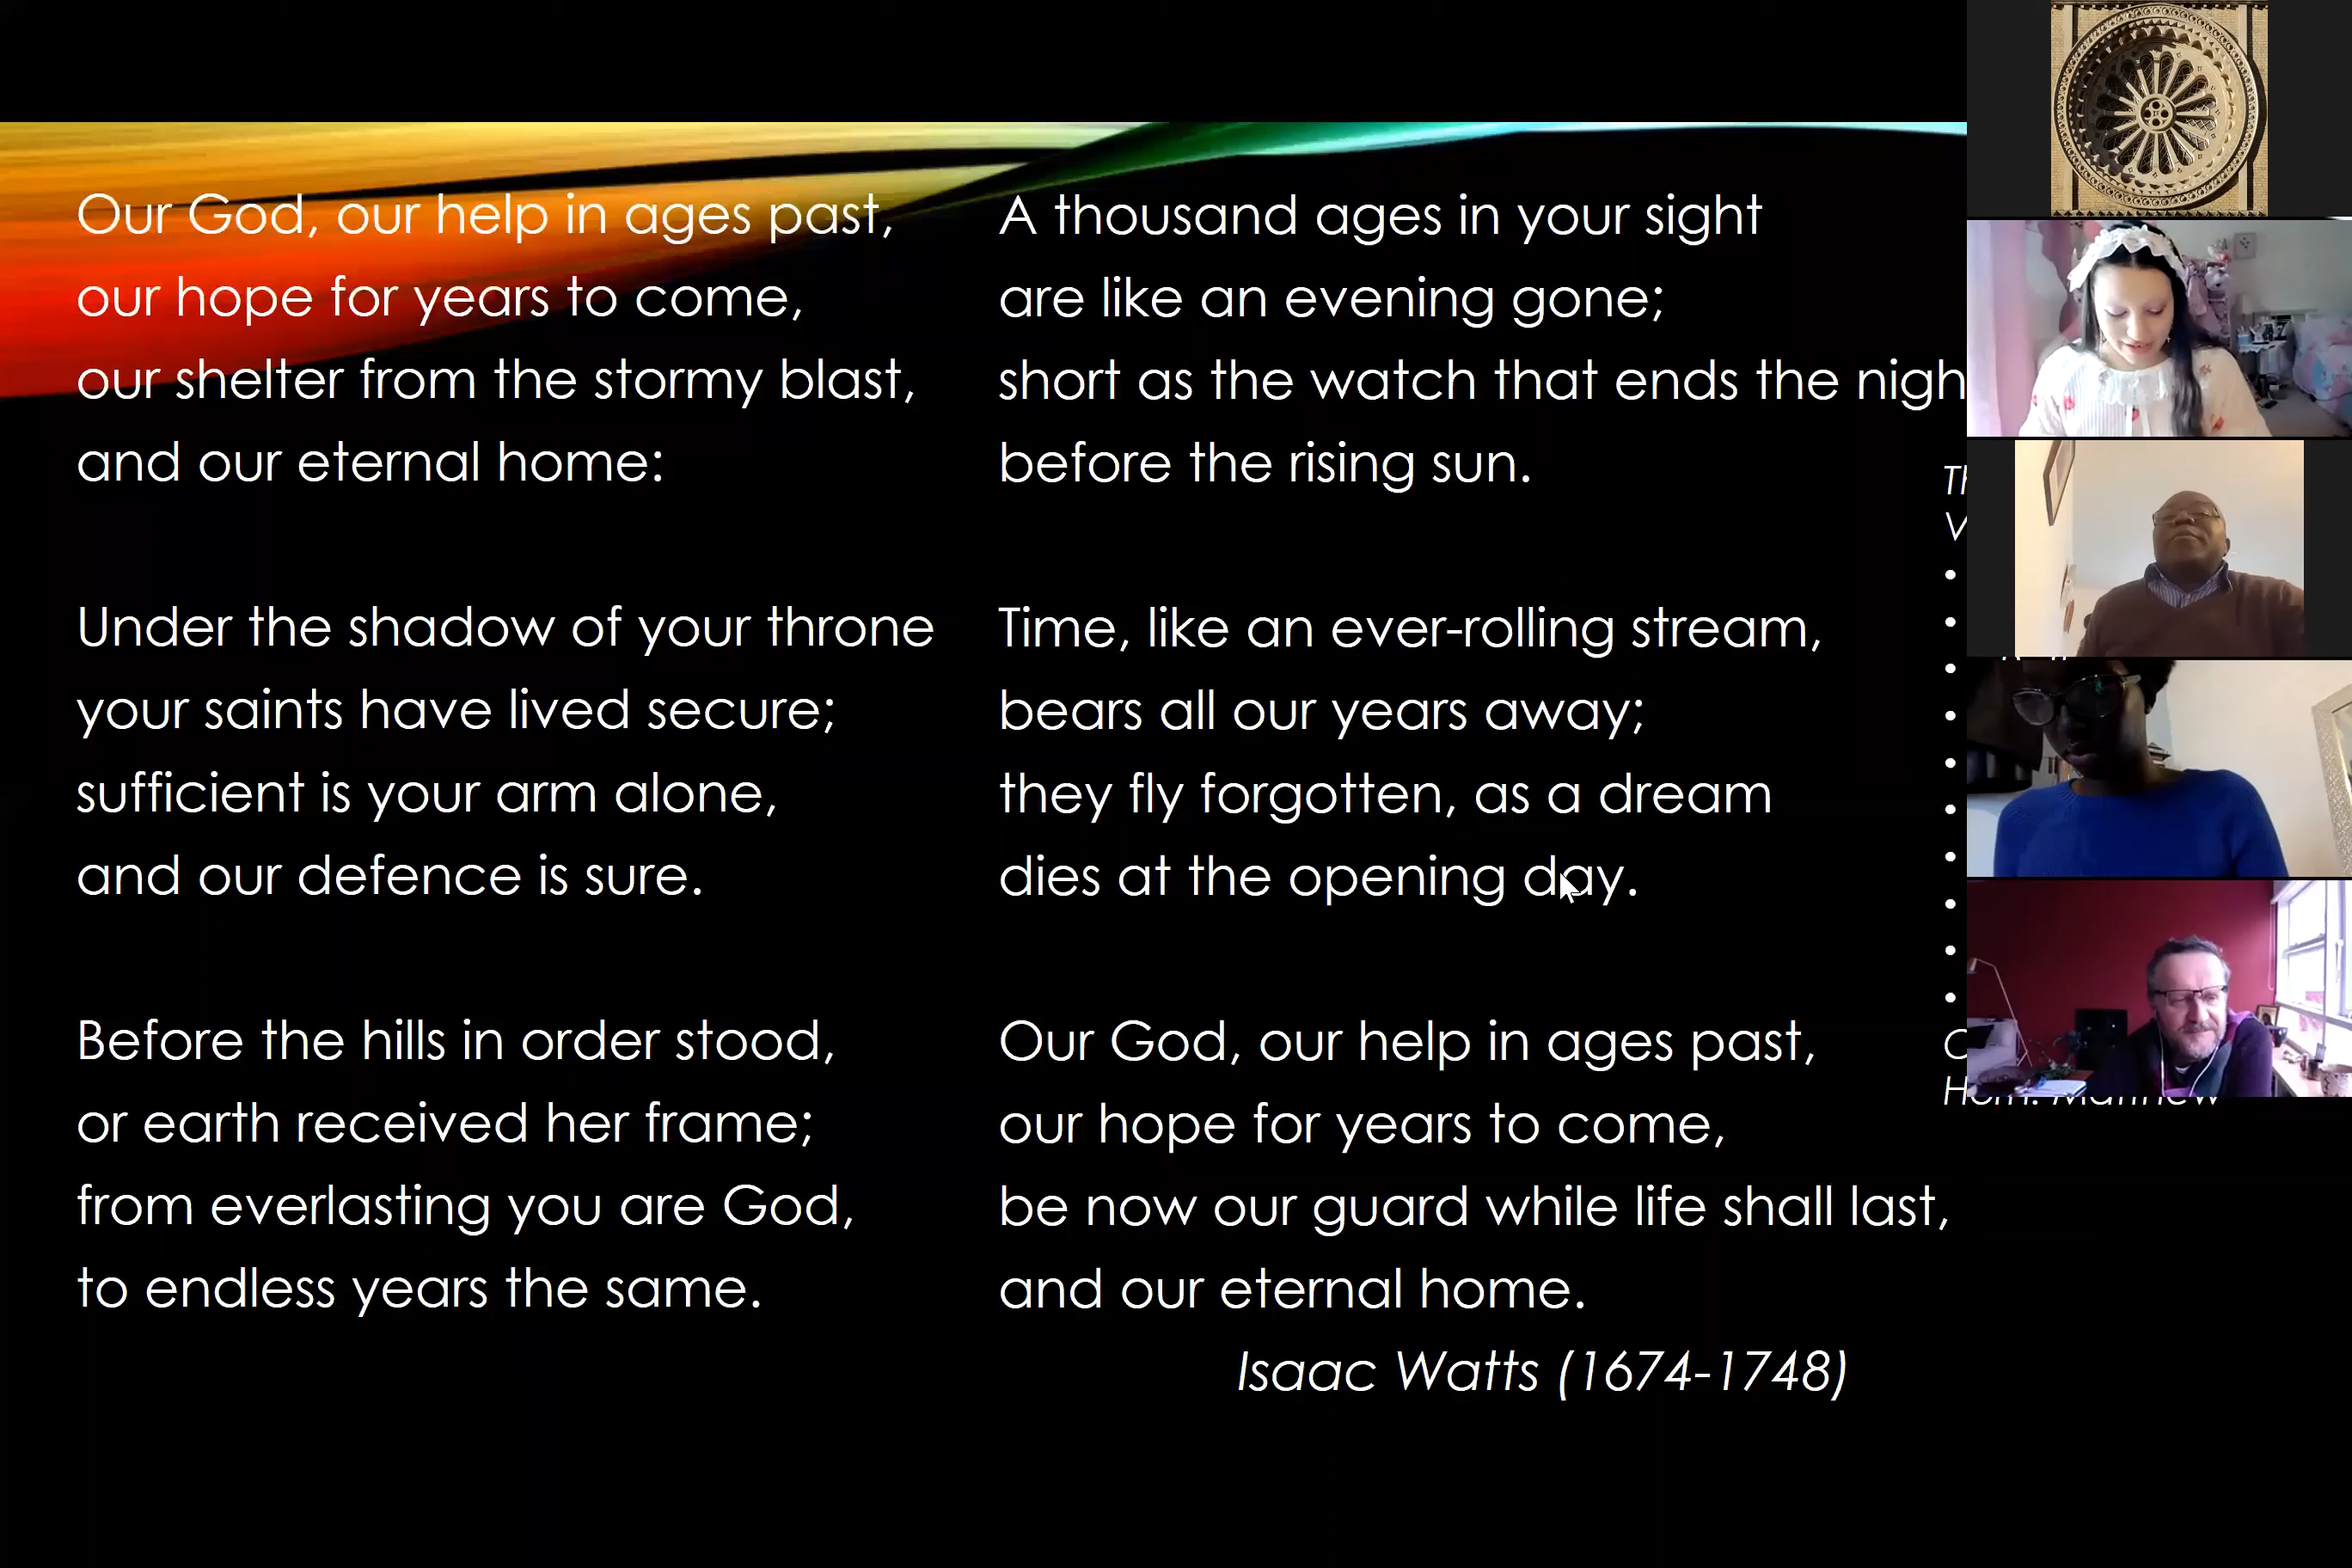 Our God, our help in ages past,
our hope for years to come,
our shelter from the stormy blast,
and our eternal home:
Under the shadow of your throne
your saints have lived secure;
sufficient is your arm alone,
and our defence is sure.
Before the hills in order stood,
or earth received her frame;
from everlasting you are God,
to endless years the same.
A thousand ages in your sight
are like an evening gone;
short as the watch that ends the nigh
before the rising sun.
Time, like an ever-rolling stream,
bears all our years away;
they fly forgotten, as a dream
dies at the opening day.
Our God, our help in ages past,
our hope for years to come,
be now our guard while life shall last,
and our eternal home.
Isaac Watts (1674-1748)